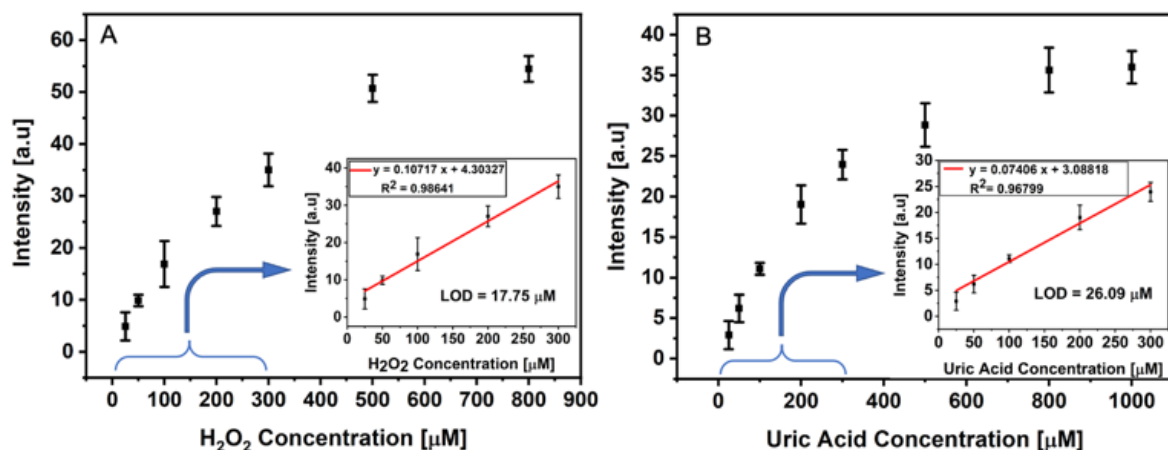 A
Intensity [a.u]
60
50
40
30
20
10
0
0 100 200 300 400 500 600 700 800 900
H₂O₂ Concentration [μM]
y = 0.10717 x + 4.30327
R² = 0.98641
Intensity [a.u]
40
30
20
10
0
LOD = 17.75 μM
0 50 100 150 200 250 300
H₂O₂ Concentration [μM]
B
Intensity [a.u]
40
35
30
25
20
15
10
5
0
0 200 400 600 800 1000
Uric Acid Concentration [μM]
y = 0.07406 x + 3.08818
R² = 0.96799
Intensity [a.u]
30
25
20
15
10
5
0
LOD = 26.09 μM
0 50 100 150 200 250 300
Uric Acid Concentration [μM]